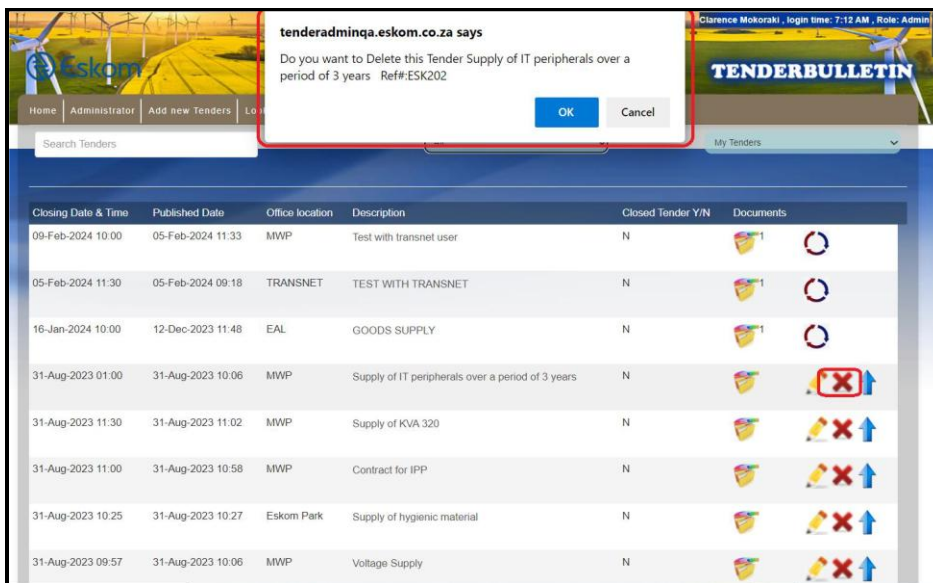 Clarence Mokoraki , login time: 7:12 AM , Role: Admin
tenderadminqa.eskom.co.za says
Do you want to Delete this Tender Supply of IT peripherals over a
period of 3 years Ref#:ESK202
OK Cancel
Eskom
TENDERBULLETIN
Home Administrator Add new Tenders
Search Tenders My Tenders
Closing Date & Time Published Date Office location Description Closed Tender Y/N Documents
09-Feb-2024 10:00 05-Feb-2024 11:33 MWP Test with transnet user N 1
05-Feb-2024 11:30 05-Feb-2024 09:18 TRANSNET TEST WITH TRANSNET N 1
16-Jan-2024 10:00 12-Dec-2023 11:48 EAL GOODS SUPPLY N 1
31-Aug-2023 01:00 31-Aug-2023 10:06 MWP Supply of IT peripherals over a period of 3 years N
31-Aug-2023 11:30 31-Aug-2023 11:02 MWP Supply of KVA 320 N
31-Aug-2023 11:00 31-Aug-2023 10:58 MWP Contract for IPP N
31-Aug-2023 10:25 31-Aug-2023 10:27 Eskom Park Supply of hygienic material N
31-Aug-2023 09:57 31-Aug-2023 10:06 MWP Voltage Supply N